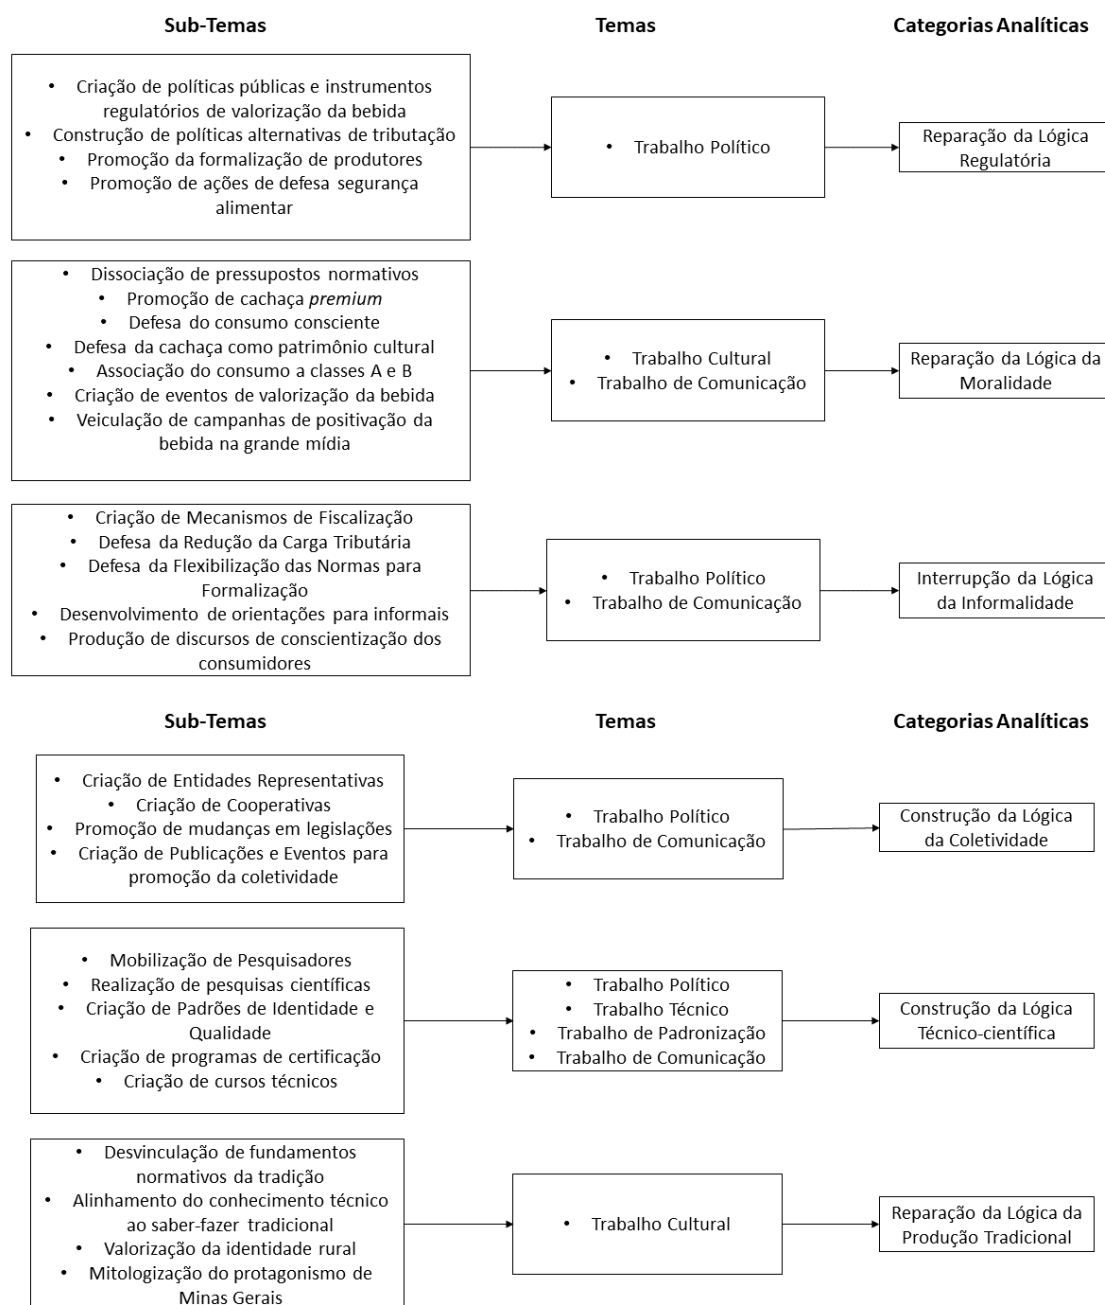 Sub-Temas
Temas
Categorias Analíticas
• Criação de políticas públicas e instrumentos
regulatórios de valorização da bebida
• Construção de políticas alternativas de tributação
• Promoção da formalização de produtores
• Promoção de ações de defesa segurança
alimentar
• Trabalho Político
Reparação da Lógica
Regulatória
• Dissociação de pressupostos normativos
• Promoção de cachaça premium
• Defesa do consumo consciente
• Defesa da cachaça como patrimônio cultural
• Associação do consumo a classes A e B
• Criação de eventos de valorização da bebida
• Veiculação de campanhas de positivação da
bebida na grande mídia
• Trabalho Cultural
• Trabalho de Comunicação
Reparação da Lógica da
Moralidade
• Criação de Mecanismos de Fiscalização
• Defesa da Redução da Carga Tributária
• Defesa da Flexibilização das Normas para
Formalização
• Desenvolvimento de orientações para informais
• Produção de discursos de conscientização dos
consumidores
• Trabalho Político
• Trabalho de Comunicação
Interrupção da Lógica
da Informalidade
Sub-Temas
Temas
Categorias Analíticas
• Criação de Entidades Representativas
• Criação de Cooperativas
• Promoção de mudanças em legislações
• Criação de Publicações e Eventos para
promoção da coletividade
• Trabalho Político
• Trabalho de Comunicação
Construção da Lógica
da Coletividade
• Mobilização de Pesquisadores
• Realização de pesquisas científicas
• Criação de Padrões de Identidade e
Qualidade
• Criação de programas de certificação
• Criação de cursos técnicos
• Trabalho Político
• Trabalho Técnico
• Trabalho de Padronização
• Trabalho de Comunicação
Construção da Lógica
Técnico-científica
• Desvinculação de fundamentos
normativos da tradição
• Alinhamento do conhecimento técnico
ao saber-fazer tradicional
• Valorização da identidade rural
• Mitologização do protagonismo de
Minas Gerais
• Trabalho Cultural
Reparação da Lógica da
Produção Tradicional